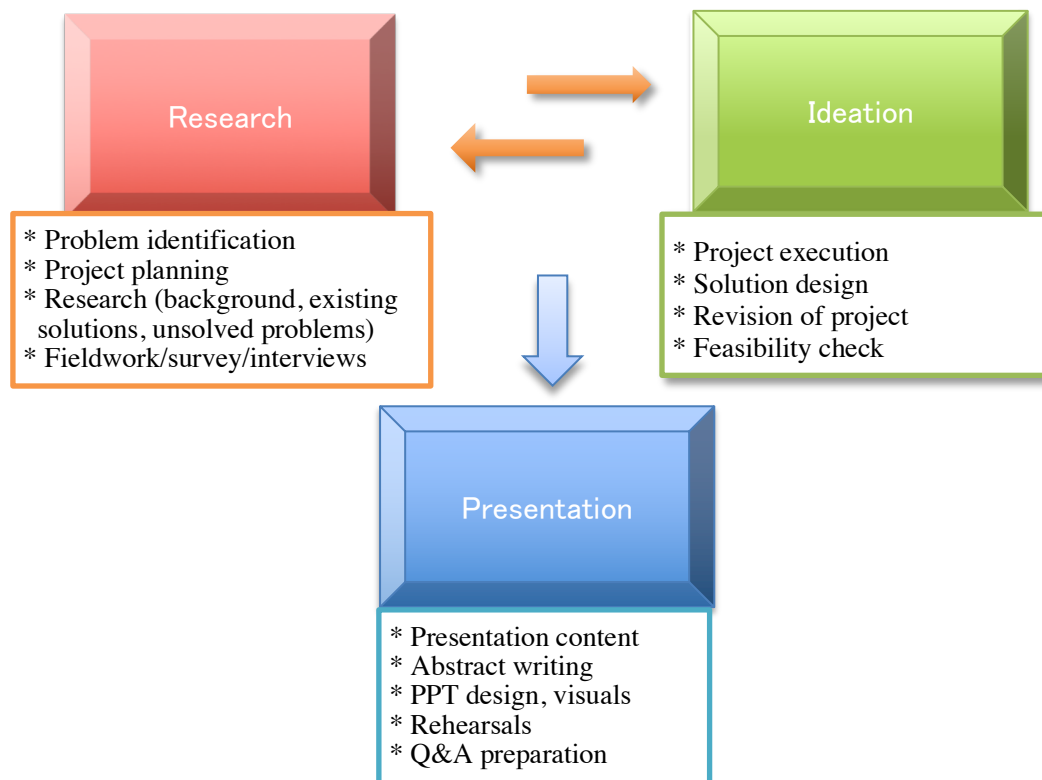 Research
* Problem identification
* Project planning
* Research (background, existing
solutions, unsolved problems)
* Fieldwork/survey/interviews
Ideation
* Project execution
* Solution design
* Revision of project
* Feasibility check
Presentation
* Presentation content
* Abstract writing
* PPT design, visuals
* Rehearsals
* Q&A preparation